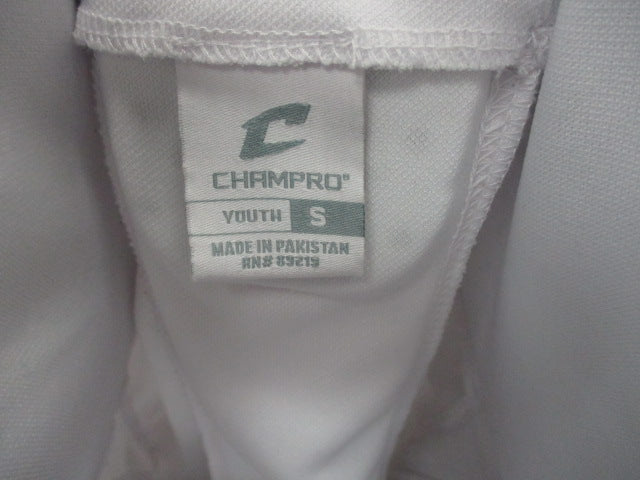 C
CHAMPRO®
YOUTH S
MADE IN PAKISTAN
RN# 89219